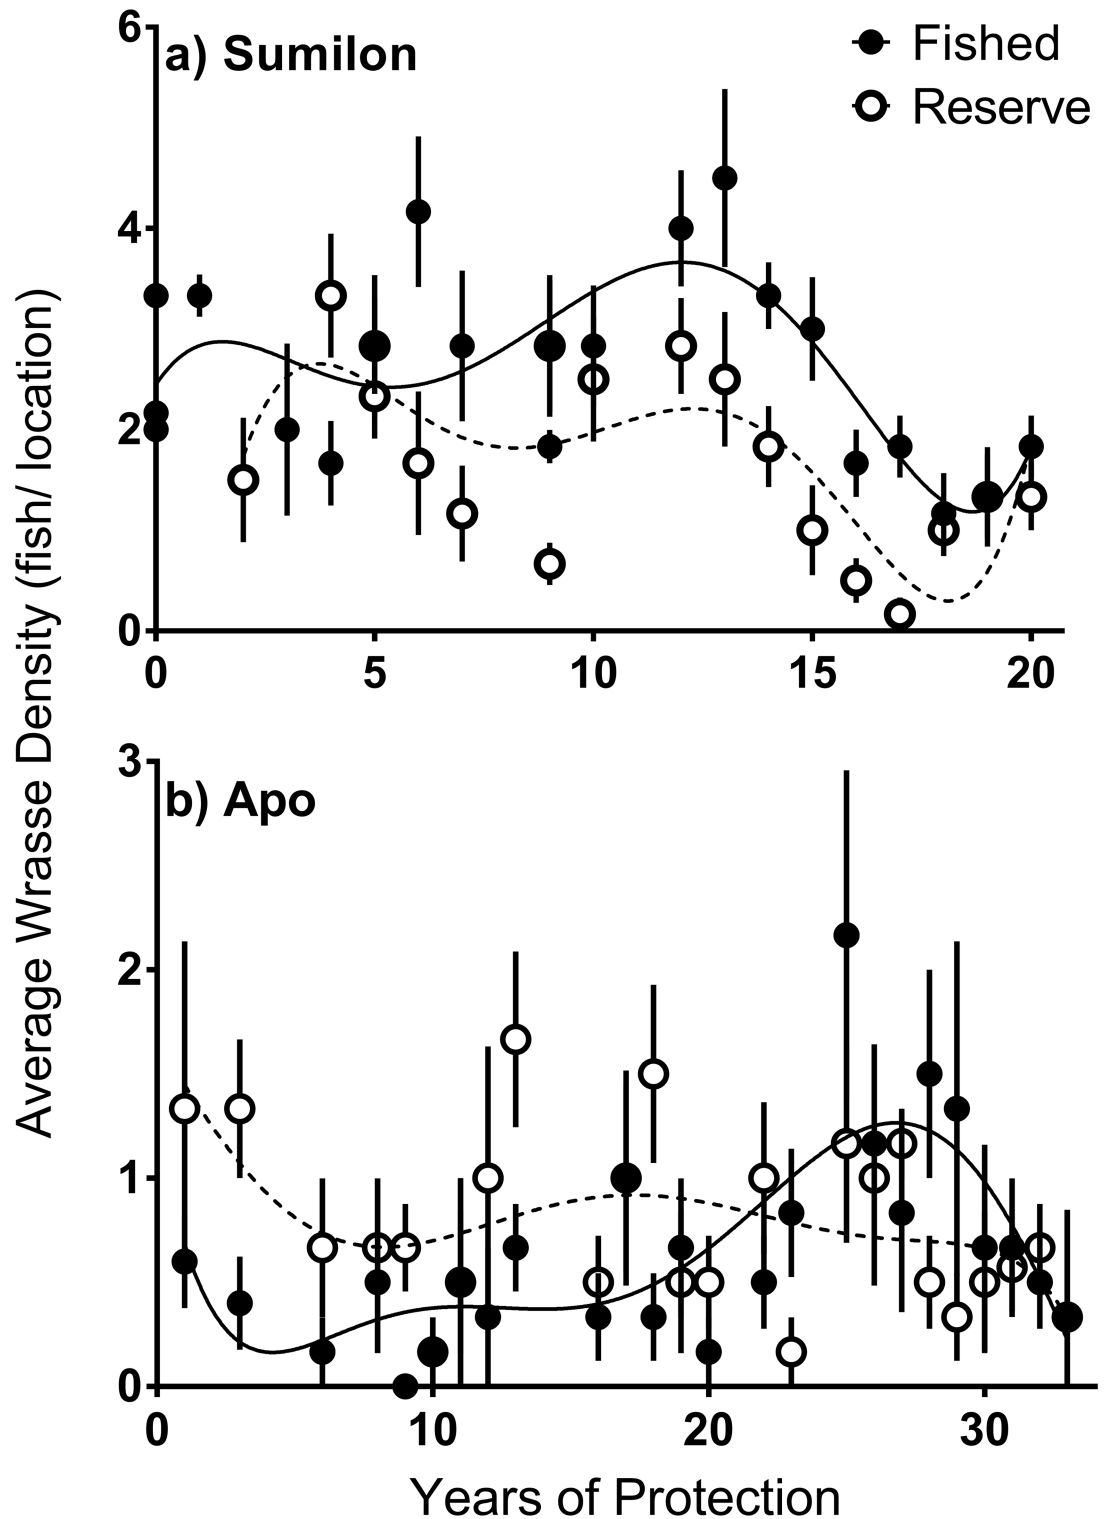 a) Sumilon
Fished
Reserve
6
4
2
0
0 5 10 15 20
Average Wrasse Density (fish/ location)
b) Apo
3
2
1
0
0 10 20 30
Years of Protection